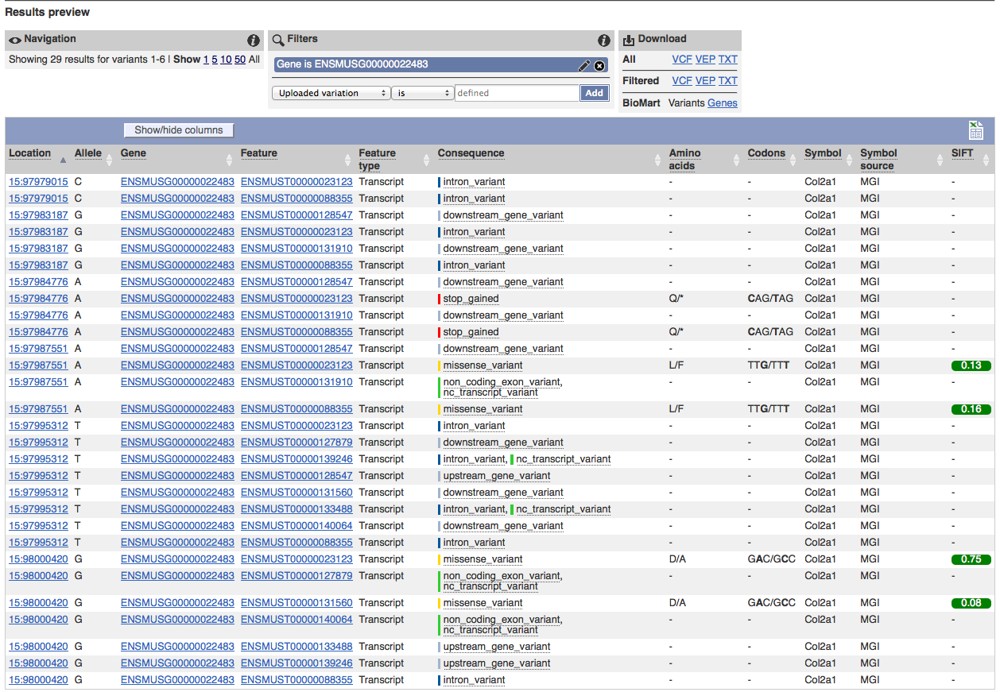 Results preview
Navigation
Showing 29 results for variants 1-6 | Show 1 5 10 50 All
Filters
Gene is ENSMUSG00000022483
Uploaded variation is defined Add
Download
All VCF VEP TXT
Filtered VCF VEP TXT
BioMart Variants Genes
Show/hide columns
Location Allele Gene Feature Feature type Consequence Amino acids Codons Symbol Symbol source SIFT
15:97979015 C ENSMUSG00000022483 ENSMUST00000023123 Transcript intron_variant - - Col2a1 MGI -
15:97979015 C ENSMUSG00000022483 ENSMUST00000088355 Transcript intron_variant - - Col2a1 MGI -
15:97983187 G ENSMUSG00000022483 ENSMUST00000128547 Transcript downstream_gene_variant - - Col2a1 MGI -
15:97983187 G ENSMUSG00000022483 ENSMUST00000023123 Transcript intron_variant - - Col2a1 MGI -
15:97983187 G ENSMUSG00000022483 ENSMUST00000131910 Transcript downstream_gene_variant - - Col2a1 MGI -
15:97983187 G ENSMUSG00000022483 ENSMUST00000088355 Transcript intron_variant - - Col2a1 MGI -
15:97984776 A ENSMUSG00000022483 ENSMUST00000128547 Transcript downstream_gene_variant - - Col2a1 MGI -
15:97984776 A ENSMUSG00000022483 ENSMUST00000023123 Transcript stop_gained Q/* CAG/TAG Col2a1 MGI -
15:97984776 A ENSMUSG00000022483 ENSMUST00000131910 Transcript downstream_gene_variant - - Col2a1 MGI -
15:97984776 A ENSMUSG00000022483 ENSMUST00000088355 Transcript stop_gained Q/* CAG/TAG Col2a1 MGI -
15:97987551 A ENSMUSG00000022483 ENSMUST00000128547 Transcript downstream_gene_variant - - Col2a1 MGI -
15:97987551 A ENSMUSG00000022483 ENSMUST00000023123 Transcript missense_variant L/F TTG/TTT Col2a1 MGI 0.13
15:97987551 A ENSMUSG00000022483 ENSMUST00000131910 Transcript non_coding_exon_variant, - - Col2a1 MGI -
nc_transcript_variant
15:97987551 A ENSMUSG00000022483 ENSMUST00000088355 Transcript missense_variant L/F TTG/TTT Col2a1 MGI 0.16
15:97995312 T ENSMUSG00000022483 ENSMUST00000023123 Transcript intron_variant - - Col2a1 MGI -
15:97995312 T ENSMUSG00000022483 ENSMUST00000127879 Transcript downstream_gene_variant - - Col2a1 MGI -
15:97995312 T ENSMUSG00000022483 ENSMUST00000139246 Transcript intron_variant, nc_transcript_variant - - Col2a1 MGI -
15:97995312 T ENSMUSG00000022483 ENSMUST00000128547 Transcript upstream_gene_variant - - Col2a1 MGI -
15:97995312 T ENSMUSG00000022483 ENSMUST00000131560 Transcript downstream_gene_variant - - Col2a1 MGI -
15:97995312 T ENSMUSG00000022483 ENSMUST00000133488 Transcript intron_variant, nc_transcript_variant - - Col2a1 MGI -
15:97995312 T ENSMUSG00000022483 ENSMUST00000140064 Transcript downstream_gene_variant - - Col2a1 MGI -
15:97995312 T ENSMUSG00000022483 ENSMUST00000088355 Transcript intron_variant - - Col2a1 MGI -
15:98000420 G ENSMUSG00000022483 ENSMUST00000023123 Transcript missense_variant D/A GAC/GCC Col2a1 MGI 0.75
15:98000420 G ENSMUSG00000022483 ENSMUST00000127879 Transcript non_coding_exon_variant, - - Col2a1 MGI -
nc_transcript_variant
15:98000420 G ENSMUSG00000022483 ENSMUST00000131560 Transcript missense_variant D/A GAC/GCC Col2a1 MGI 0.08
15:98000420 G ENSMUSG00000022483 ENSMUST00000140064 Transcript non_coding_exon_variant, - - Col2a1 MGI -
nc_transcript_variant
15:98000420 G ENSMUSG00000022483 ENSMUST00000133488 Transcript upstream_gene_variant - - Col2a1 MGI -
15:98000420 G ENSMUSG00000022483 ENSMUST00000139246 Transcript upstream_gene_variant - - Col2a1 MGI -
15:98000420 G ENSMUSG00000022483 ENSMUST00000088355 Transcript intron_variant - - Col2a1 MGI -